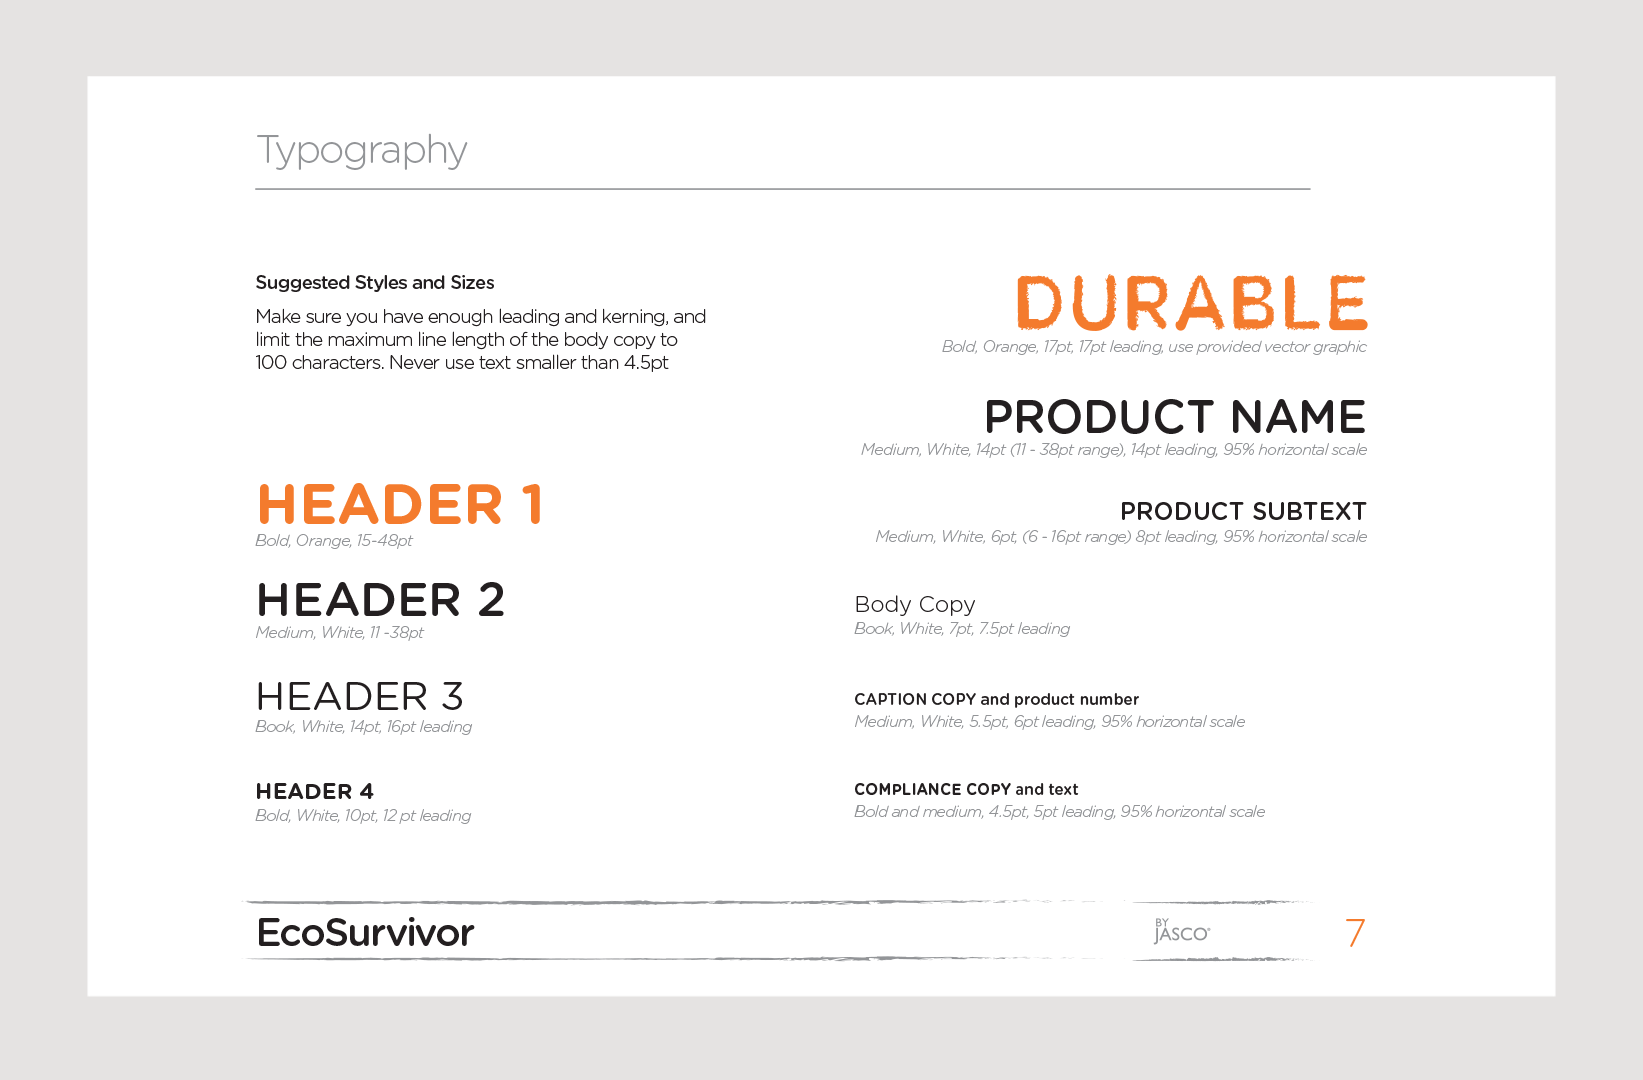 Typography
Suggested Styles and Sizes
Make sure you have enough leading and kerning, and
limit the maximum line length of the body copy to
100 characters. Never use text smaller than 4.5pt
HEADER 1
Bold, Orange, 15-48pt
HEADER 2
Medium, White, 11 -38pt
HEADER 3
Book, White, 14pt, 16pt leading
HEADER 4
Bold, White, 10pt, 12 pt leading
DURABLE
Bold, Orange, 17pt, 17pt leading, use provided vector graphic
PRODUCT NAME
Medium, White, 14pt (11 - 38pt range), 14pt leading, 95% horizontal scale
PRODUCT SUBTEXT
Medium, White, 6pt, (6 - 16pt range) 8pt leading, 95% horizontal scale
Body Copy
Book, White, 7pt, 7.5pt leading
CAPTION COPY and product number
Medium, White, 5.5pt, 6pt leading, 95% horizontal scale
COMPLIANCE COPY and text
Bold and medium, 4.5pt, 5pt leading, 95% horizontal scale
EcoSurvivor
BY
JASCO®
7